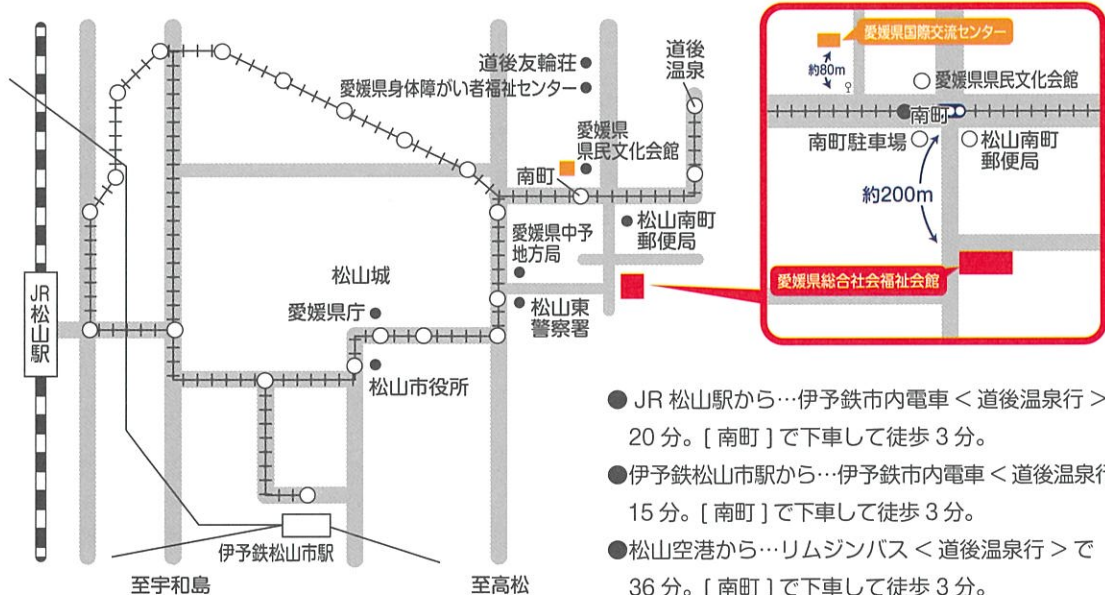 道後友輪荘
愛媛県身体障がい者福祉センター
道後
温泉
愛媛県
県民文化会館
南町
松山南町
郵便局
愛媛県中予
地方局
松山東
警察署
松山城
愛媛県庁
松山市役所
JR松山駅
伊予鉄松山市駅
至宇和島
至高松
愛媛県国際交流センター
約80m
愛媛県県民文化会館
南町
南町駐車場
松山南町
郵便局
約200m
愛媛県総合社会福祉会館
● JR 松山駅から…伊予鉄市内電車 < 道後温泉行 >
20 分。[ 南町 ] で下車して徒歩 3 分。
●伊予鉄松山市駅から…伊予鉄市内電車 < 道後温泉行
15 分。[ 南町 ] で下車して徒歩 3 分。
●松山空港から…リムジンバス < 道後温泉行 > で
36 分。[ 南町 ] で下車して徒歩 3 分。